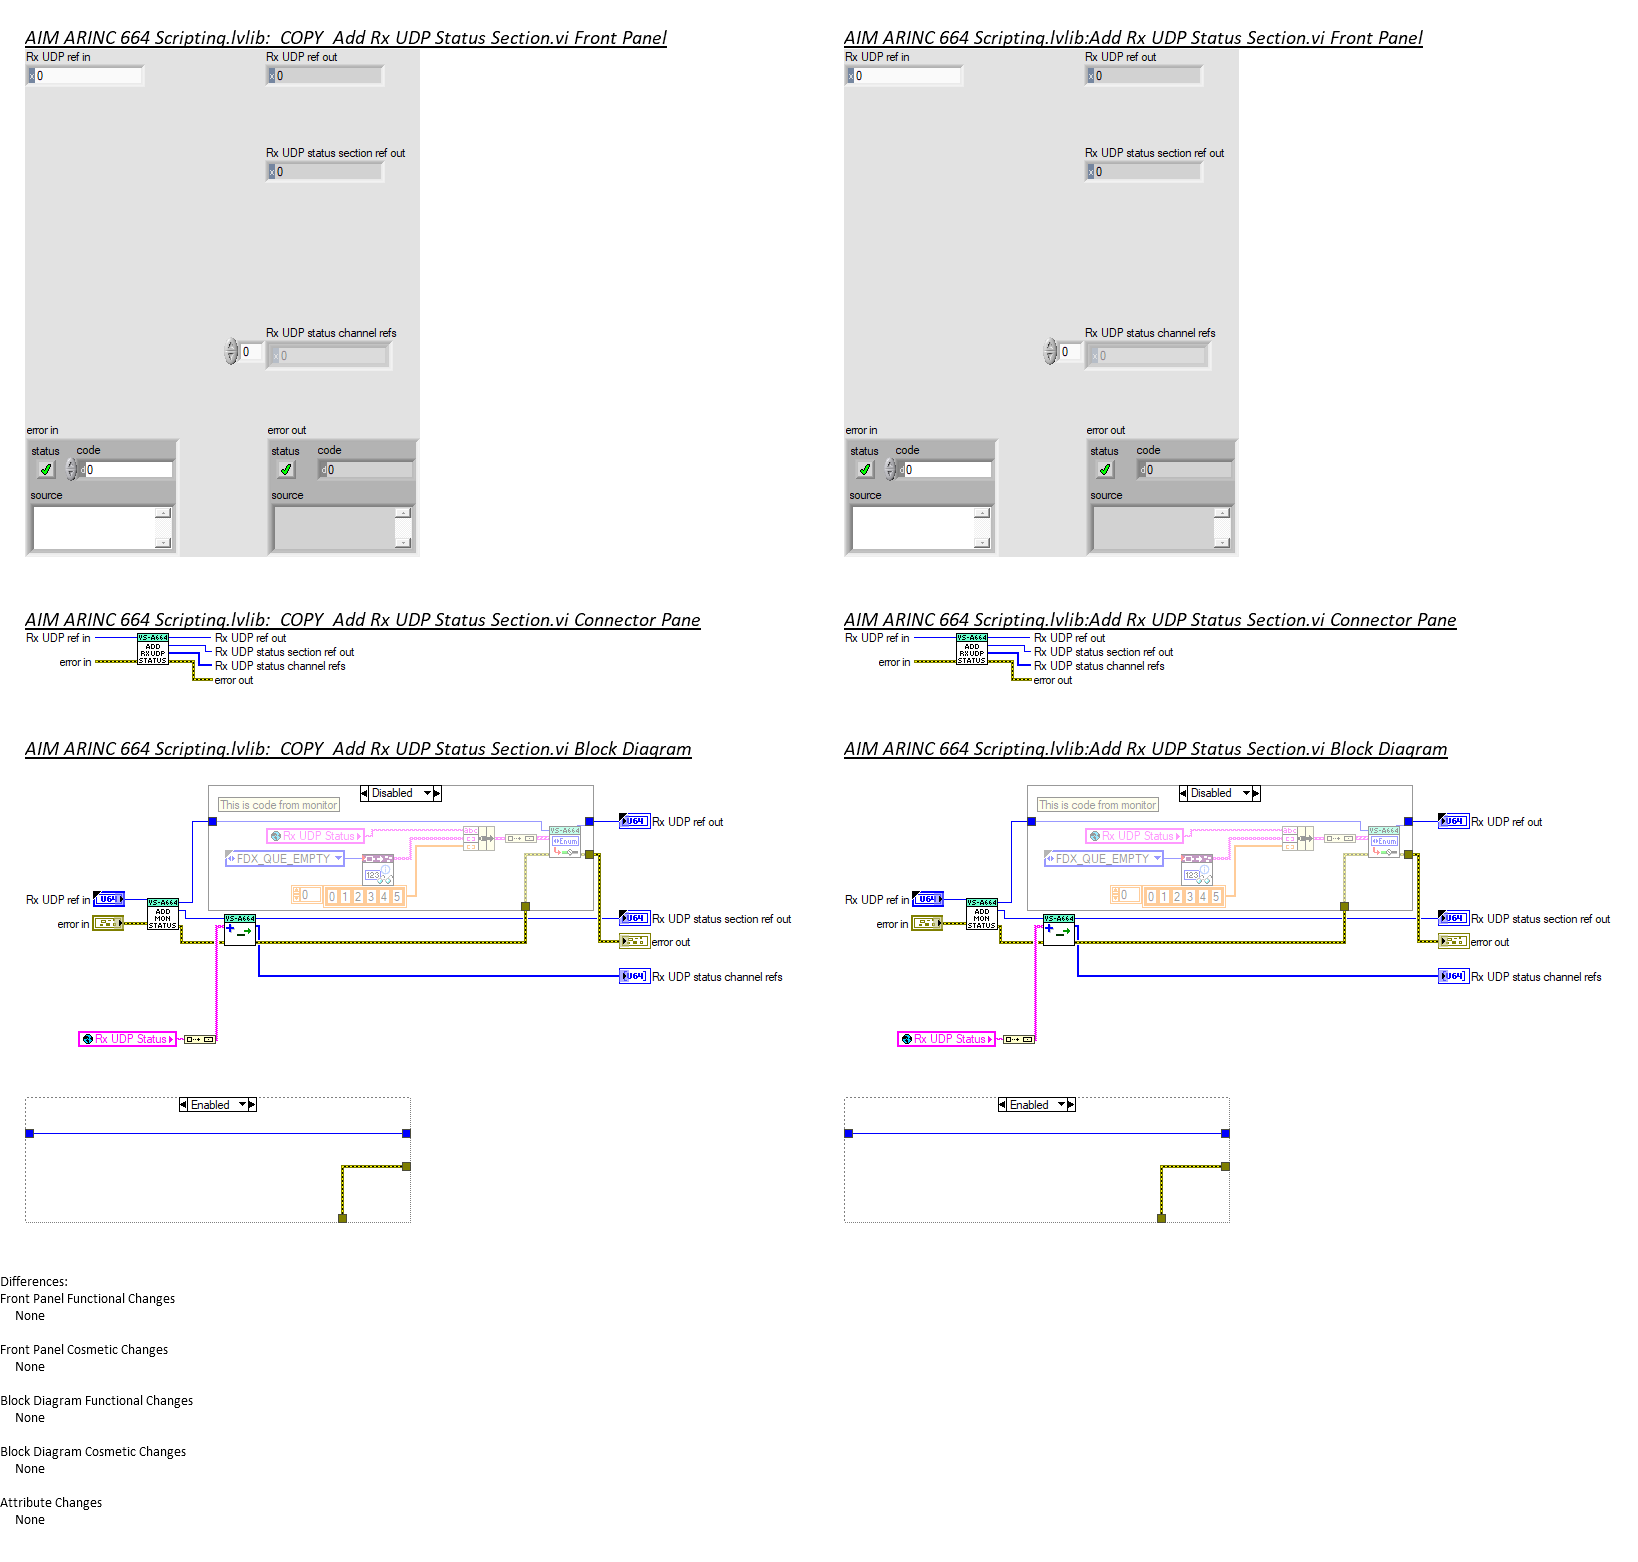 AIM ARINC 664 Scripting.lvlib:  COPY  Add Rx UDP Status Section.vi Front Panel
Rx UDP ref in
Rx UDP ref out
x 0
x 0
Rx UDP status section ref out
x 0
Rx UDP status channel refs
0
x 0
error in
error out
status code
status code
d 0
d 0
source
source
AIM ARINC 664 Scripting.lvlib:Add Rx UDP Status Section.vi Front Panel
Rx UDP ref in
Rx UDP ref out
x 0
x 0
Rx UDP status section ref out
x 0
Rx UDP status channel refs
0
x 0
error in
error out
status code
status code
d 0
d 0
source
source
AIM ARINC 664 Scripting.lvlib:  COPY  Add Rx UDP Status Section.vi Connector Pane
Rx UDP ref in
VS-A664
ADD
RXUDP
STATUS
Rx UDP ref out
Rx UDP status section ref out
Rx UDP status channel refs
error in
error out
AIM ARINC 664 Scripting.lvlib:Add Rx UDP Status Section.vi Connector Pane
Rx UDP ref in
VS-A664
ADD
RXUDP
STATUS
Rx UDP ref out
Rx UDP status section ref out
Rx UDP status channel refs
error in
error out
AIM ARINC 664 Scripting.lvlib:  COPY  Add Rx UDP Status Section.vi Block Diagram
Disabled
This is code from monitor
U64 Rx UDP ref out
Rx UDP Status
abc
VS-A664
Enum
FDX_QUE_EMPTY
123
0
0 1 2 3 4 5
Rx UDP ref in U64
VS-A664
ADD
MON
STATUS
error in
VS-A664
U64 Rx UDP status section ref out
error out
U64 Rx UDP status channel refs
Rx UDP Status
Enabled
AIM ARINC 664 Scripting.lvlib:Add Rx UDP Status Section.vi Block Diagram
Disabled
This is code from monitor
U64 Rx UDP ref out
Rx UDP Status
abc
VS-A664
Enum
FDX_QUE_EMPTY
123
0
0 1 2 3 4 5
Rx UDP ref in U64
VS-A664
ADD
MON
STATUS
error in
VS-A664
U64 Rx UDP status section ref out
error out
U64 Rx UDP status channel refs
Rx UDP Status
Enabled
Differences:
Front Panel Functional Changes
None
Front Panel Cosmetic Changes
None
Block Diagram Functional Changes
None
Block Diagram Cosmetic Changes
None
Attribute Changes
None